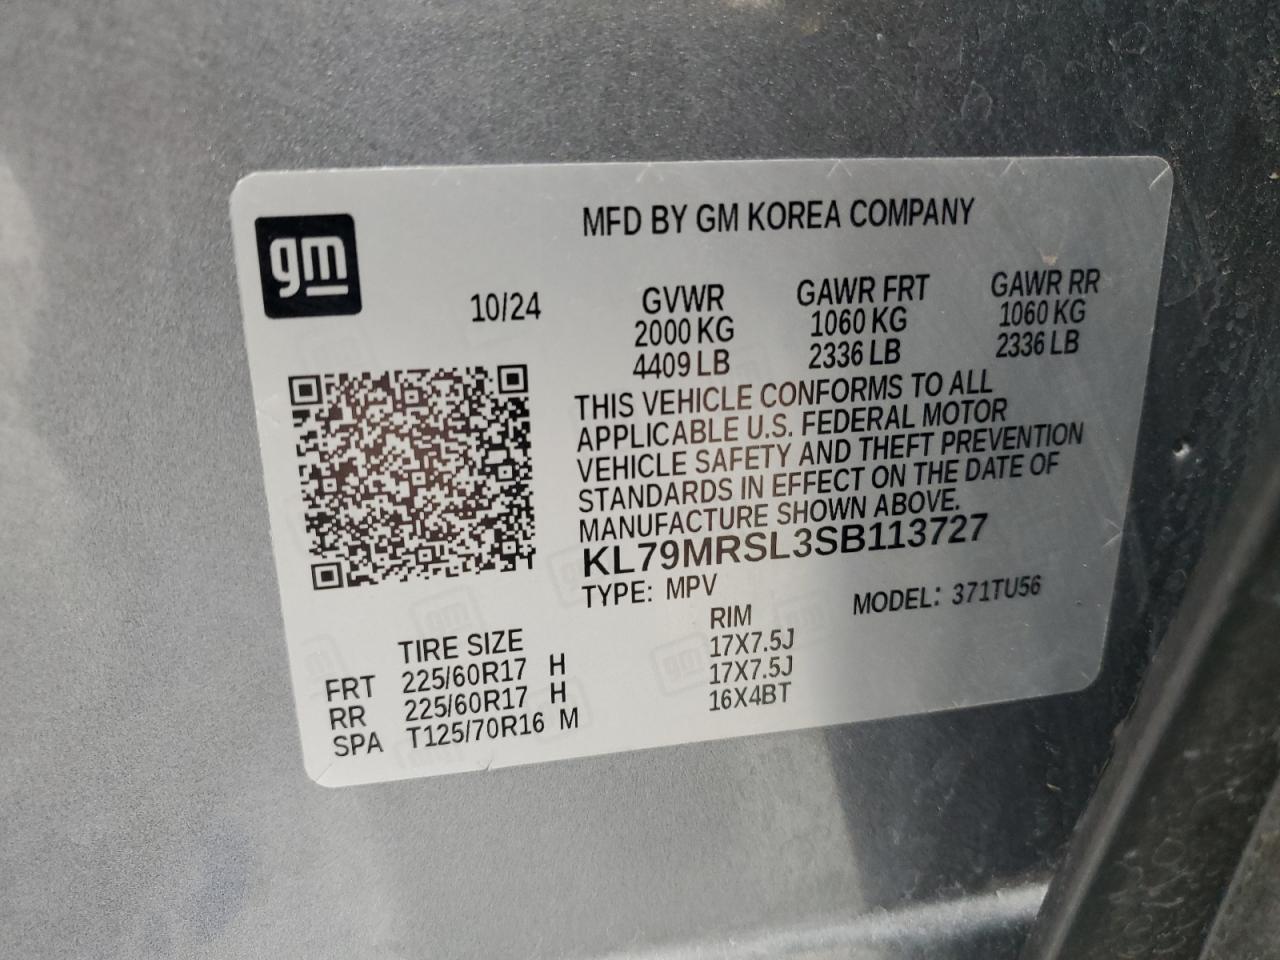 gm
MFD BY GM KOREA COMPANY
10/24
GVWR GAWR FRT GAWR RR
2000 KG 1060 KG 1060 KG
4409 LB 2336 LB 2336 LB
THIS VEHICLE CONFORMS TO ALL
APPLICABLE U.S. FEDERAL MOTOR
VEHICLE SAFETY AND THEFT PREVENTION
STANDARDS IN EFFECT ON THE DATE OF
MANUFACTURE SHOWN ABOVE.
KL79MRSL3SB113727
TYPE: MPV MODEL: 371TU56
TIRE SIZE RIM
FRT 225/60R17 H 17X7.5J
RR 225/60R17 H 17X7.5J
SPA T125/70R16 M 16X4BT